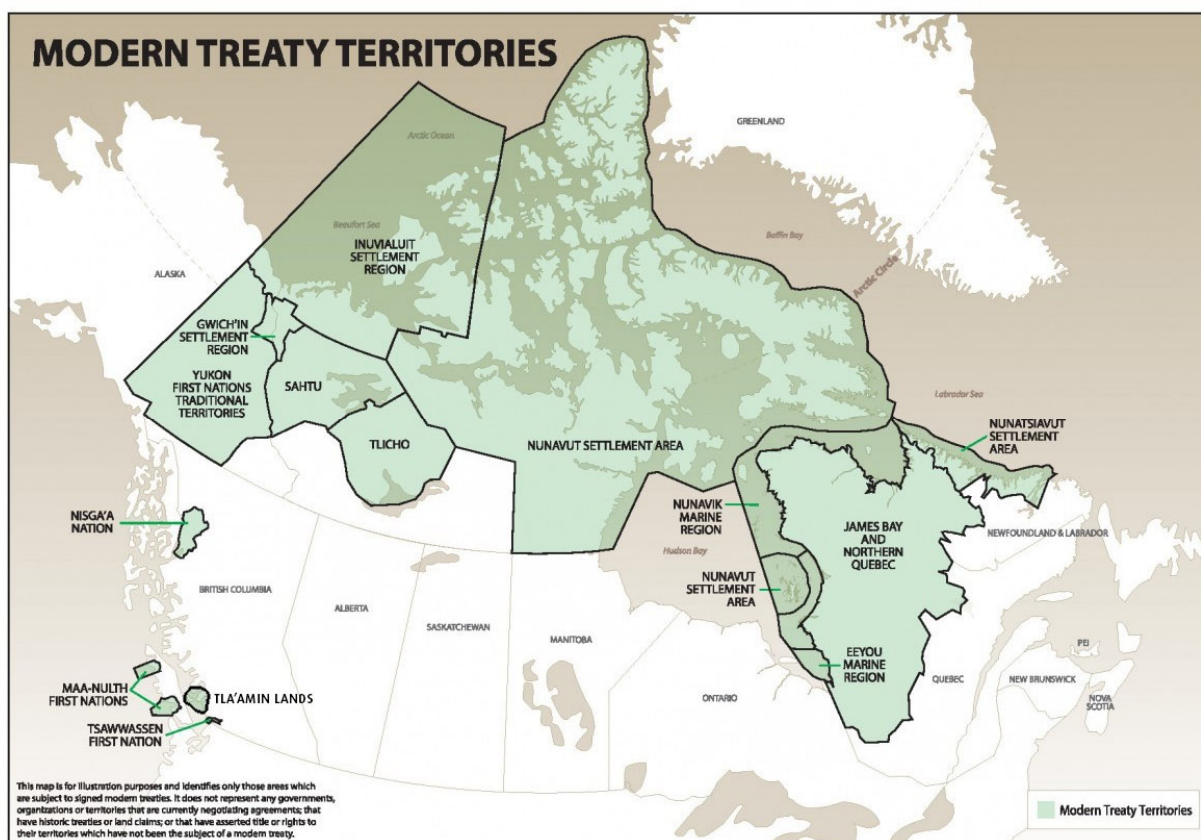 MODERN TREATY TERRITORIES
GREENLAND
Arctic Ocean
Beaufort Sea
Baffin Bay
Arctic Circle
INUVIALUIT
SETTLEMENT
REGION
ALASKA
GWICH'IN
SETTLEMENT
REGION
YUKON
FIRST NATIONS
TRADITIONAL
TERRITORIES
SAHTU
TLICHO
NUNAVUT SETTLEMENT AREA
Labrador Sea
NUNATSIAVUT
SETTLEMENT
AREA
NISGA'A
NATION
NUNAVIK
MARINE
REGION
JAMES BAY
AND
NORTHERN
QUEBEC
NEWFOUNDLAND & LABRADOR
Hudson Bay
NUNAVUT
SETTLEMENT
AREA
BRITISH COLUMBIA
ALBERTA
SASKATCHEWAN
MANITOBA
ONTARIO
EEYOU
MARINE
REGION
QUEBEC
PEI
NEW BRUNSWICK
NOVA
SCOTIA
MAA-NULTH
FIRST NATIONS
TLA'AMIN LANDS
TSAWWASSEN
FIRST NATION
This map is for illustration purposes and identifies only those areas which
are subject to signed modern treaties. It does not represent any governments,
organizations or territories that are currently negotiating agreements; that
have historic treaties or land claims; or that have asserted title or rights to
their territories which have not been the subject of a modern treaty.
Modern Treaty Territories